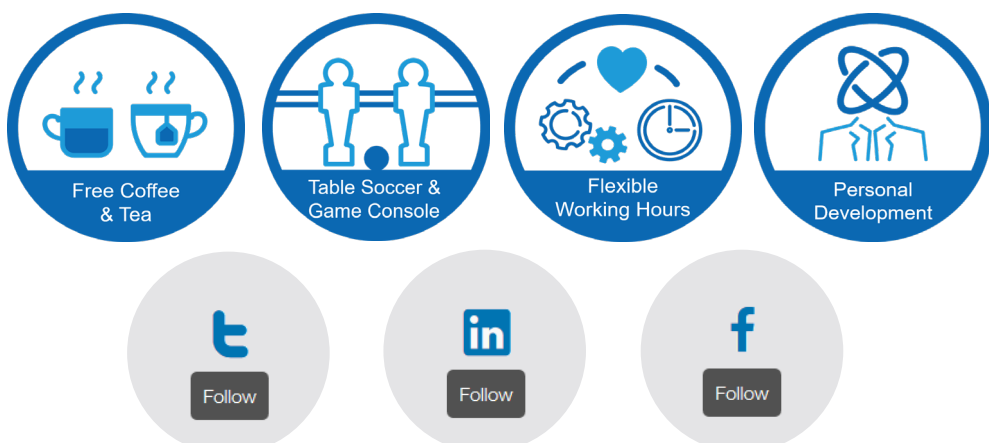 Free Coffee
& Tea
Table Soccer &
Game Console
Flexible
Working Hours
Personal
Development
t
in
f
Follow
Follow
Follow